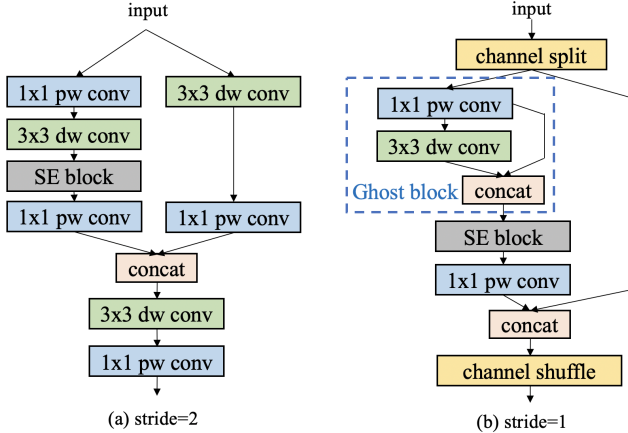 input
1x1 pw conv
3x3 dw conv
3x3 dw conv
SE block
1x1 pw conv
1x1 pw conv
concat
3x3 dw conv
1x1 pw conv
(a) stride=2
input
channel split
1x1 pw conv
3x3 dw conv
Ghost block
concat
SE block
1x1 pw conv
concat
channel shuffle
(b) stride=1